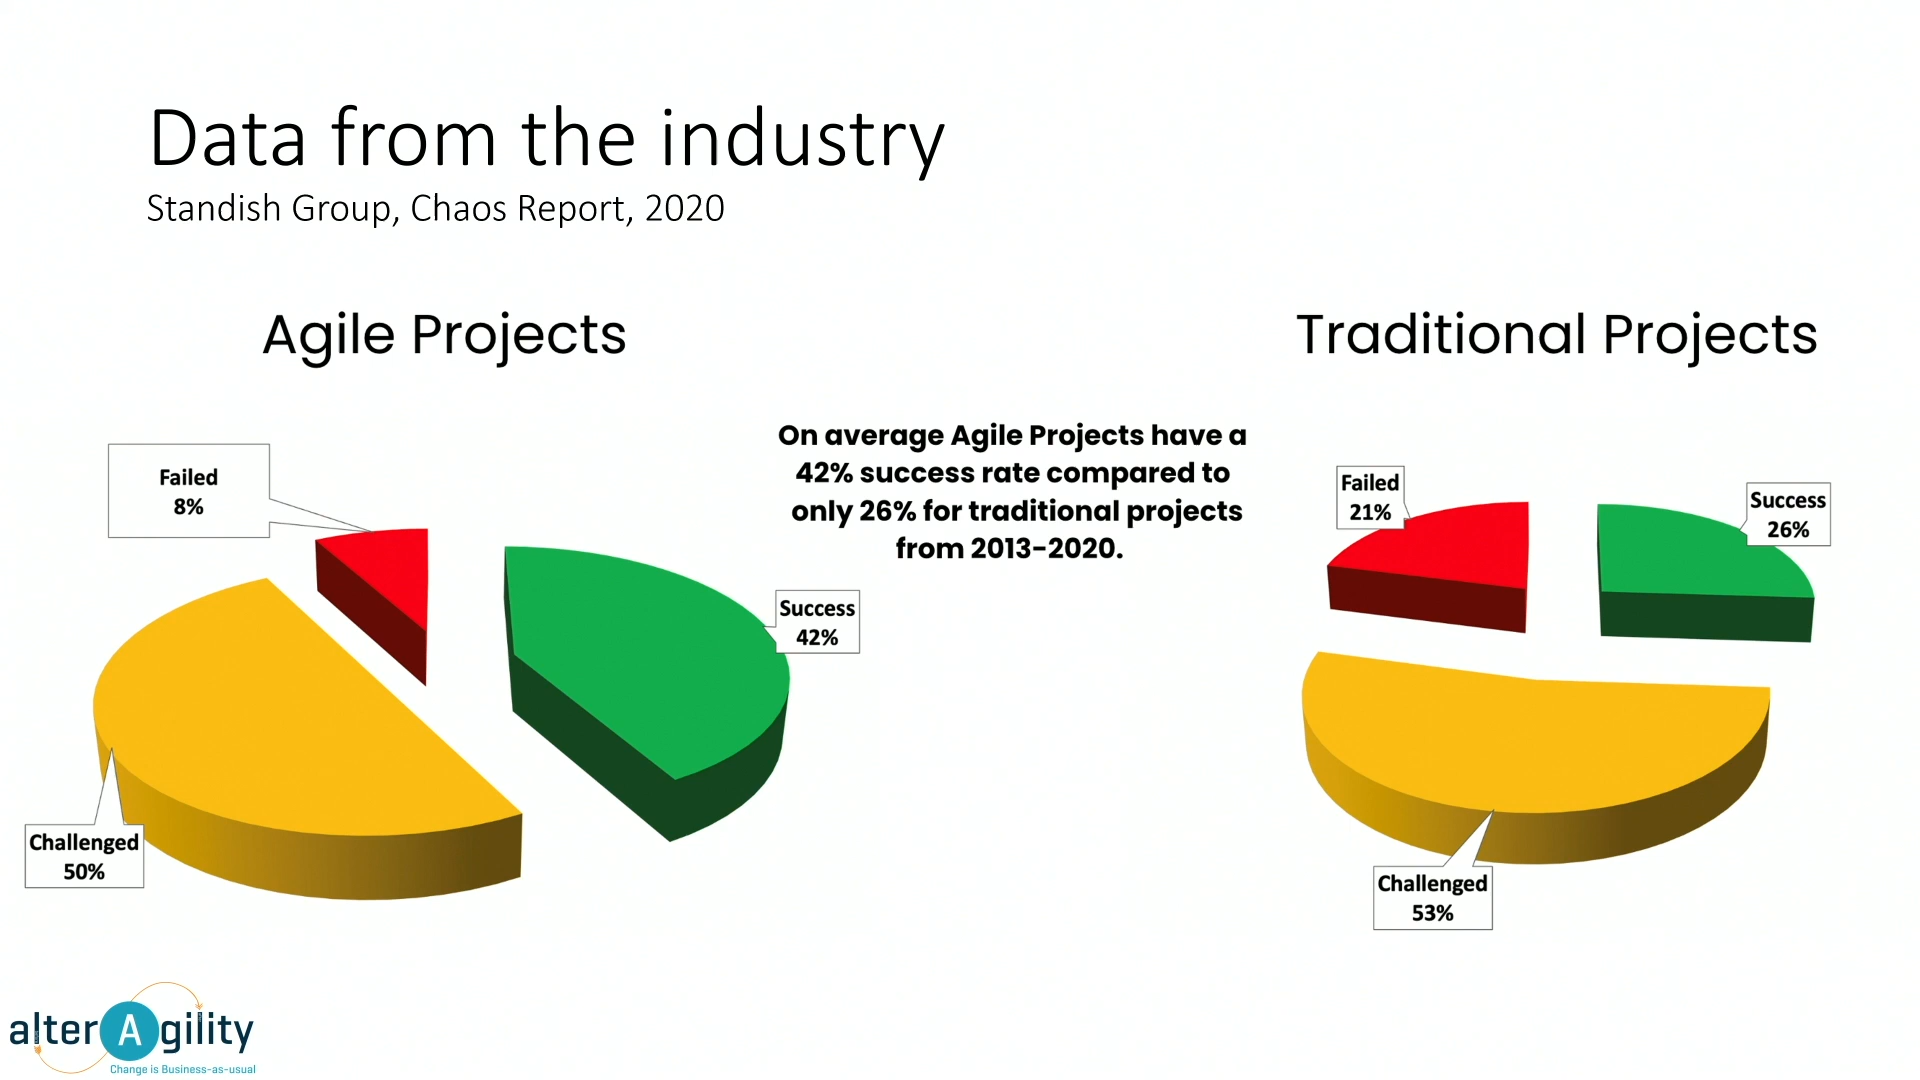 Data from the industry
Standish Group, Chaos Report, 2020
Agile Projects
Failed
8%
Success
42%
Challenged
50%
On average Agile Projects have a
42% success rate compared to
only 26% for traditional projects
from 2013-2020.
Traditional Projects
Failed
21%
Success
26%
Challenged
53%
alterAgility
Change is Business-as-usual